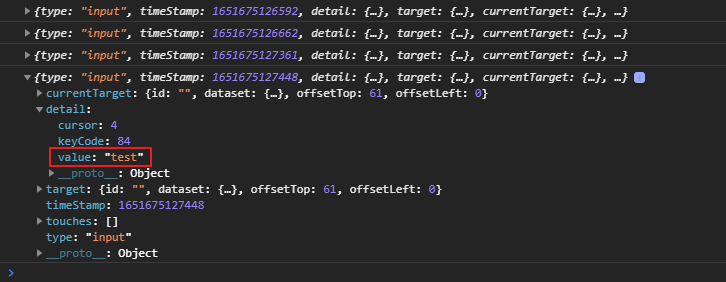 {type: "input", timeStamp: 1651675126592, detail: {…}, target: {…}, currentTarget: {…}, …}
{type: "input", timeStamp: 1651675126662, detail: {…}, target: {…}, currentTarget: {…}, …}
{type: "input", timeStamp: 1651675127361, detail: {…}, target: {…}, currentTarget: {…}, …}
{type: "input", timeStamp: 1651675127448, detail: {…}, target: {…}, currentTarget: {…}, …} i
currentTarget: {id: "", dataset: {…}, offsetTop: 61, offsetLeft: 0}
detail:
cursor: 4
keyCode: 84
value: "test"
__proto__: Object
target: {id: "", dataset: {…}, offsetTop: 61, offsetLeft: 0}
timeStamp: 1651675127448
touches: []
type: "input"
__proto__: Object